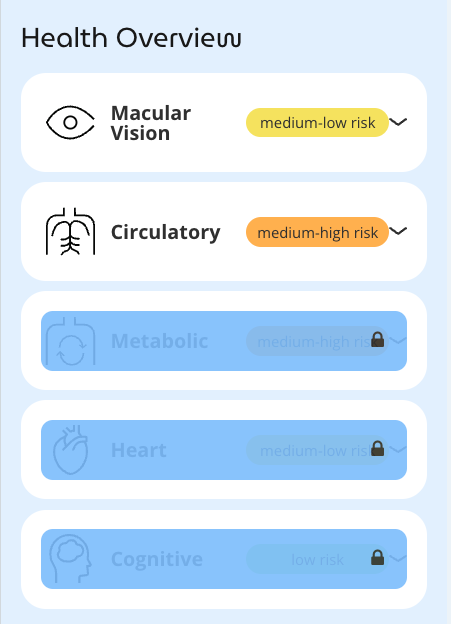 Health Overview
Macular
Vision
medium-low risk
Circulatory
medium-high risk
Metabolic
medium-high risk
Heart
medium-low risk
Cognitive
low risk